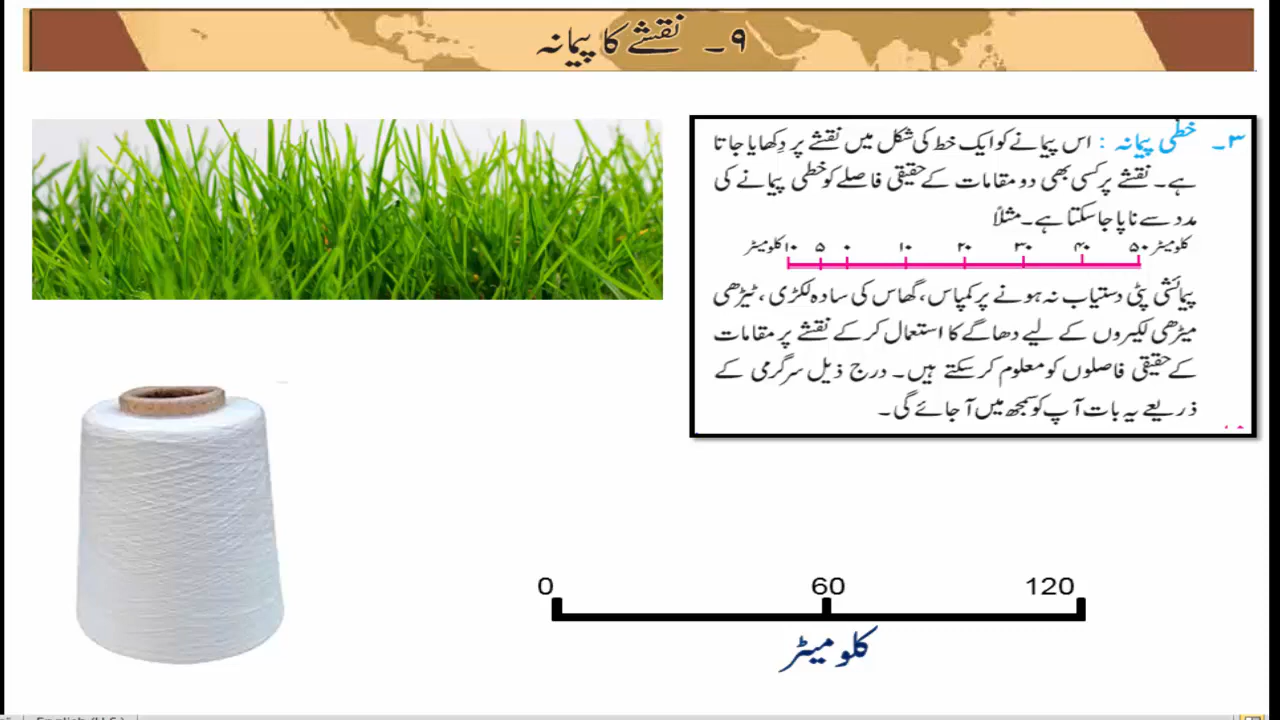 ۹۔ نقشے کا پیمانہ
۳۔ خطی پیمانہ : اس پیمانے کو ایک خط کی شکل میں نقشے پر دِکھایا جاتا
ہے۔ نقشے پر کسی بھی دو مقامات کے حقیقی فاصلے کو خطی پیمانے کی
مدد سے ناپا جا سکتا ہے۔ مثلاً
کلومیٹر ۱۰ ۵ ۰ ۱۰ ۲۰ ۳۰ ۴۰ ۵۰ کلومیٹر
پیمائشی پٹی دستیاب نہ ہونے پر کمپاس، گھاس کی سادہ لکڑی، ٹیڑھی
میڑھی لکیروں کے لیے دھاگے کا استعمال کر کے نقشے پر مقامات
کے حقیقی فاصلوں کو معلوم کر سکتے ہیں۔ درج ذیل سرگرمی کے
ذریعے یہ بات آپ کو سمجھ میں آ جائے گی۔
0 60 120
کلو میٹر